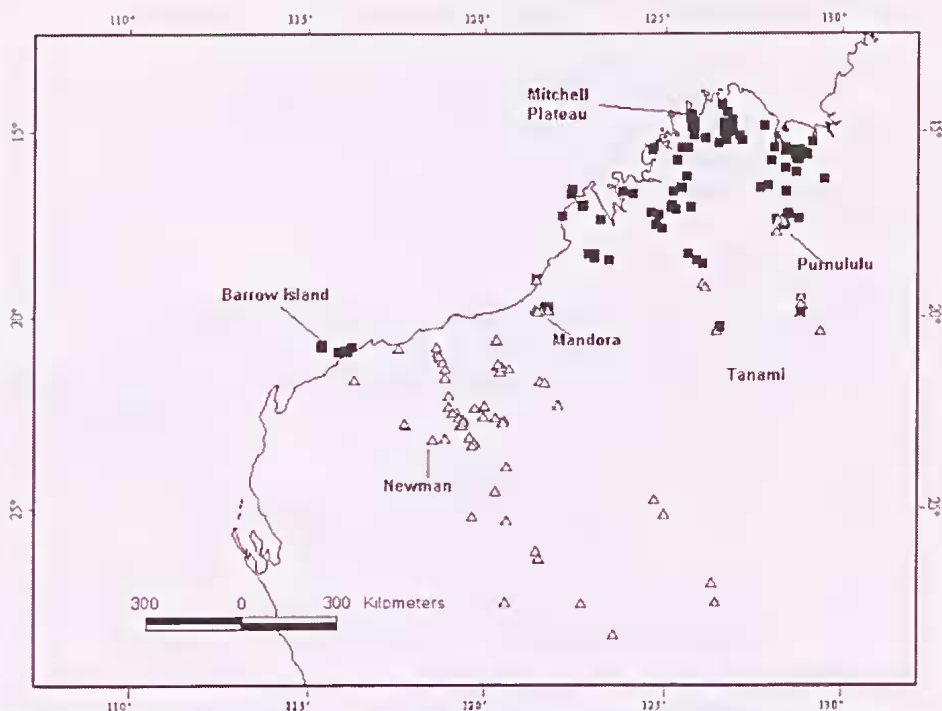 110° 115° 120° 125° 130°
Mitchell
Plateau
15° 15°
Purnululu
Barrow Island
20° 20°
Mandora
Tanami
Newman
25° 25°
300 0 300 Kilometers
110° 115° 120° 125° 130°